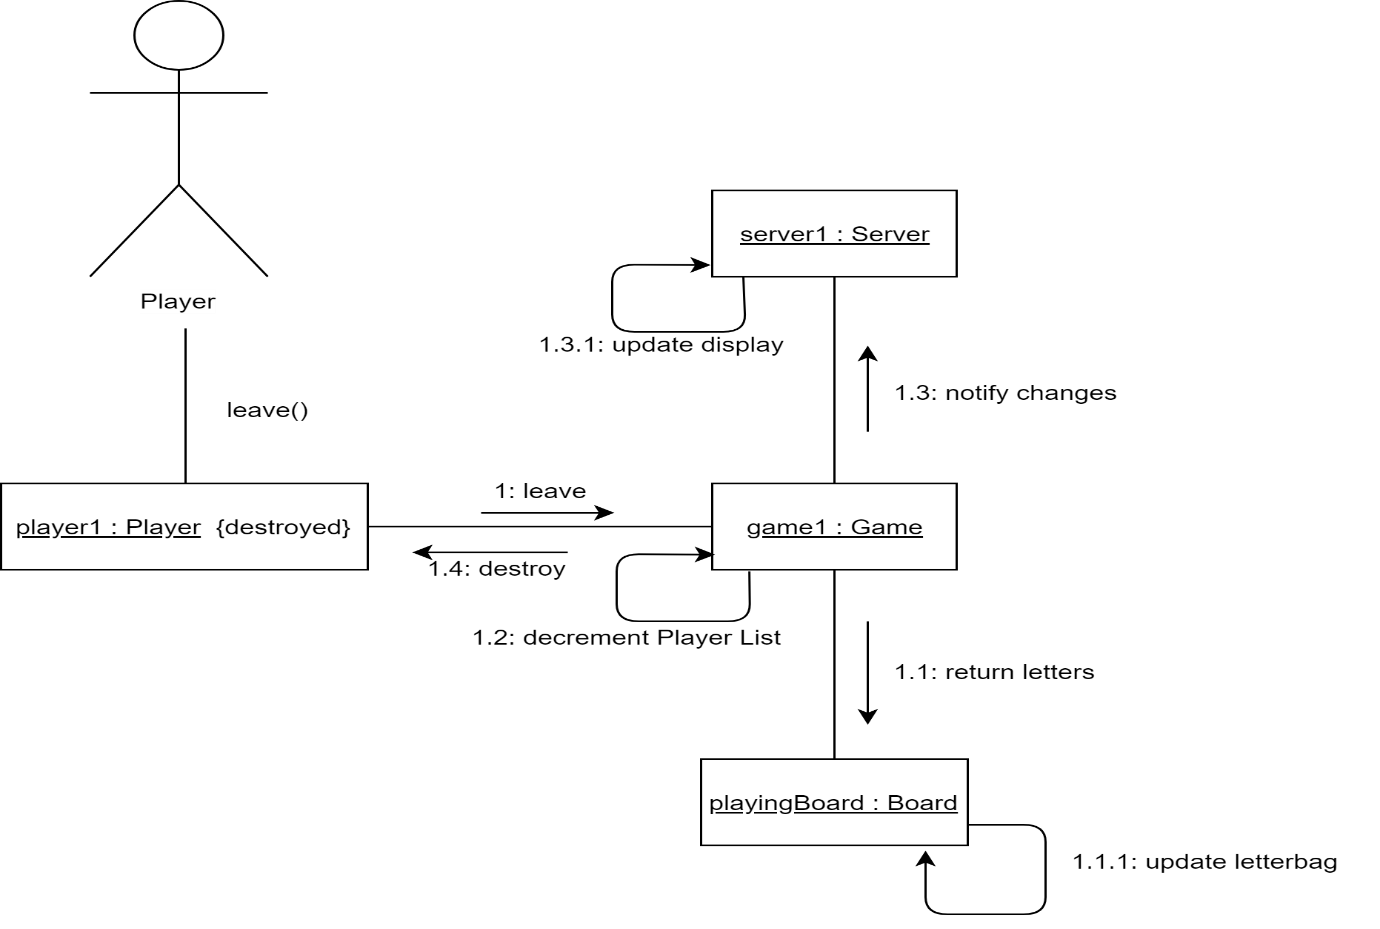 Player
server1 : Server
1.3.1: update display
1.3: notify changes
leave()
1: leave
player1 : Player  {destroyed}
game1 : Game
1.4: destroy
1.2: decrement Player List
1.1: return letters
playingBoard : Board
1.1.1: update letterbag